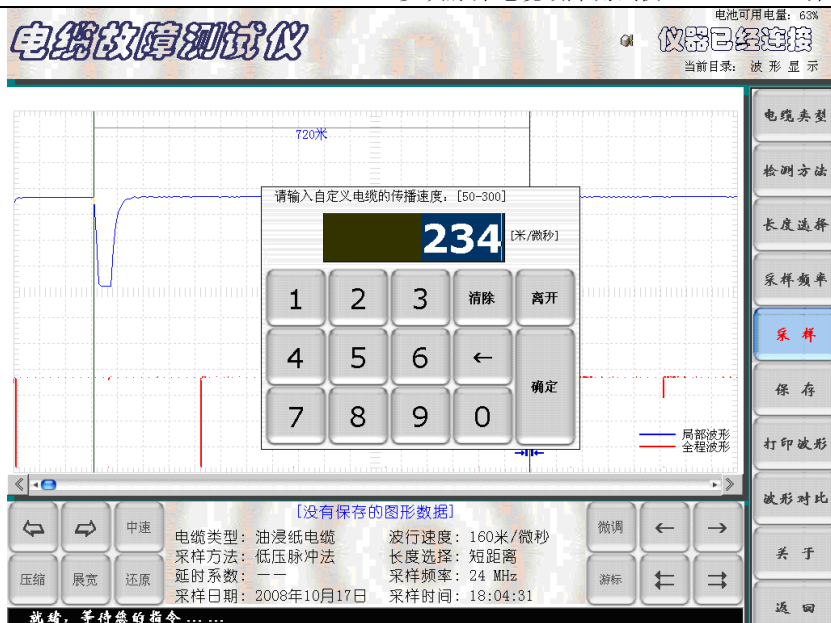 电池可用电量: 63%
电缆故障测试仪
仪器已经连接
当前目录: 波形显示
720米
请输入自定义电缆的传播速度, [50-300]
234 [米/微秒]
1 2 3 清除 离开
4 5 6 ←
确定
7 8 9 0
局部波形
全程波形
电缆类型
检测方法
长度选择
采样频率
采 样
保 存
打印波形
波形对比
关 于
返 回
中速
压缩 展宽 还原
[没有保存的图形数据]
电缆类型: 油浸纸电缆 波行速度: 160米/微秒
采样方法: 低压脉冲法 长度选择: 短距离
延时系数: —— 采样频率: 24 MHz
采样日期: 2008年10月17日 采样时间: 18:04:31
微调 ← →
游标
就绪, 等待您的指令......